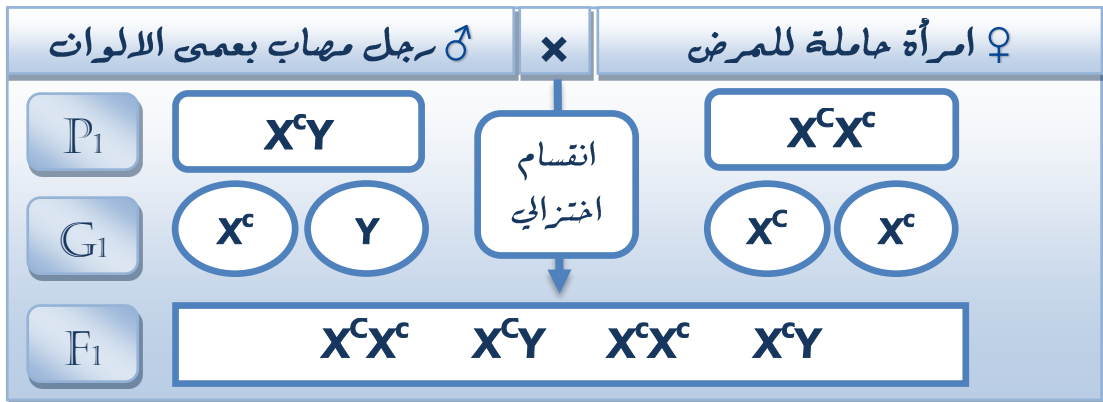 ♀ امرأة حاملة للمرض × ♂ رجل مصاب بعمى الالوان
P1 XᶜY XᶜXᶜ
انقسام
اختزالي
G1 Xᶜ Y Xᶜ Xᶜ
F1 XᶜXᶜ XᶜY XᶜXᶜ XᶜY